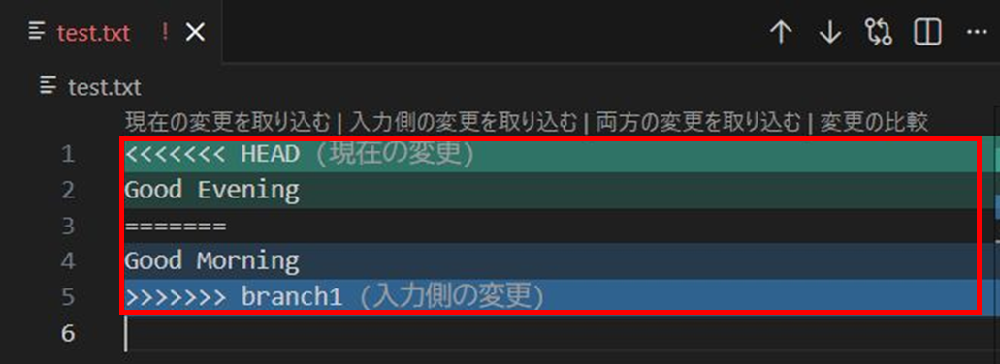 test.txt !
test.txt
現在の変更を取り込む | 入力側の変更を取り込む | 両方の変更を取り込む | 変更の比較
1 <<<<<<< HEAD (現在の変更)
2 Good Evening
3 =======
4 Good Morning
5 >>>>>>> branch1 (入力側の変更)
6